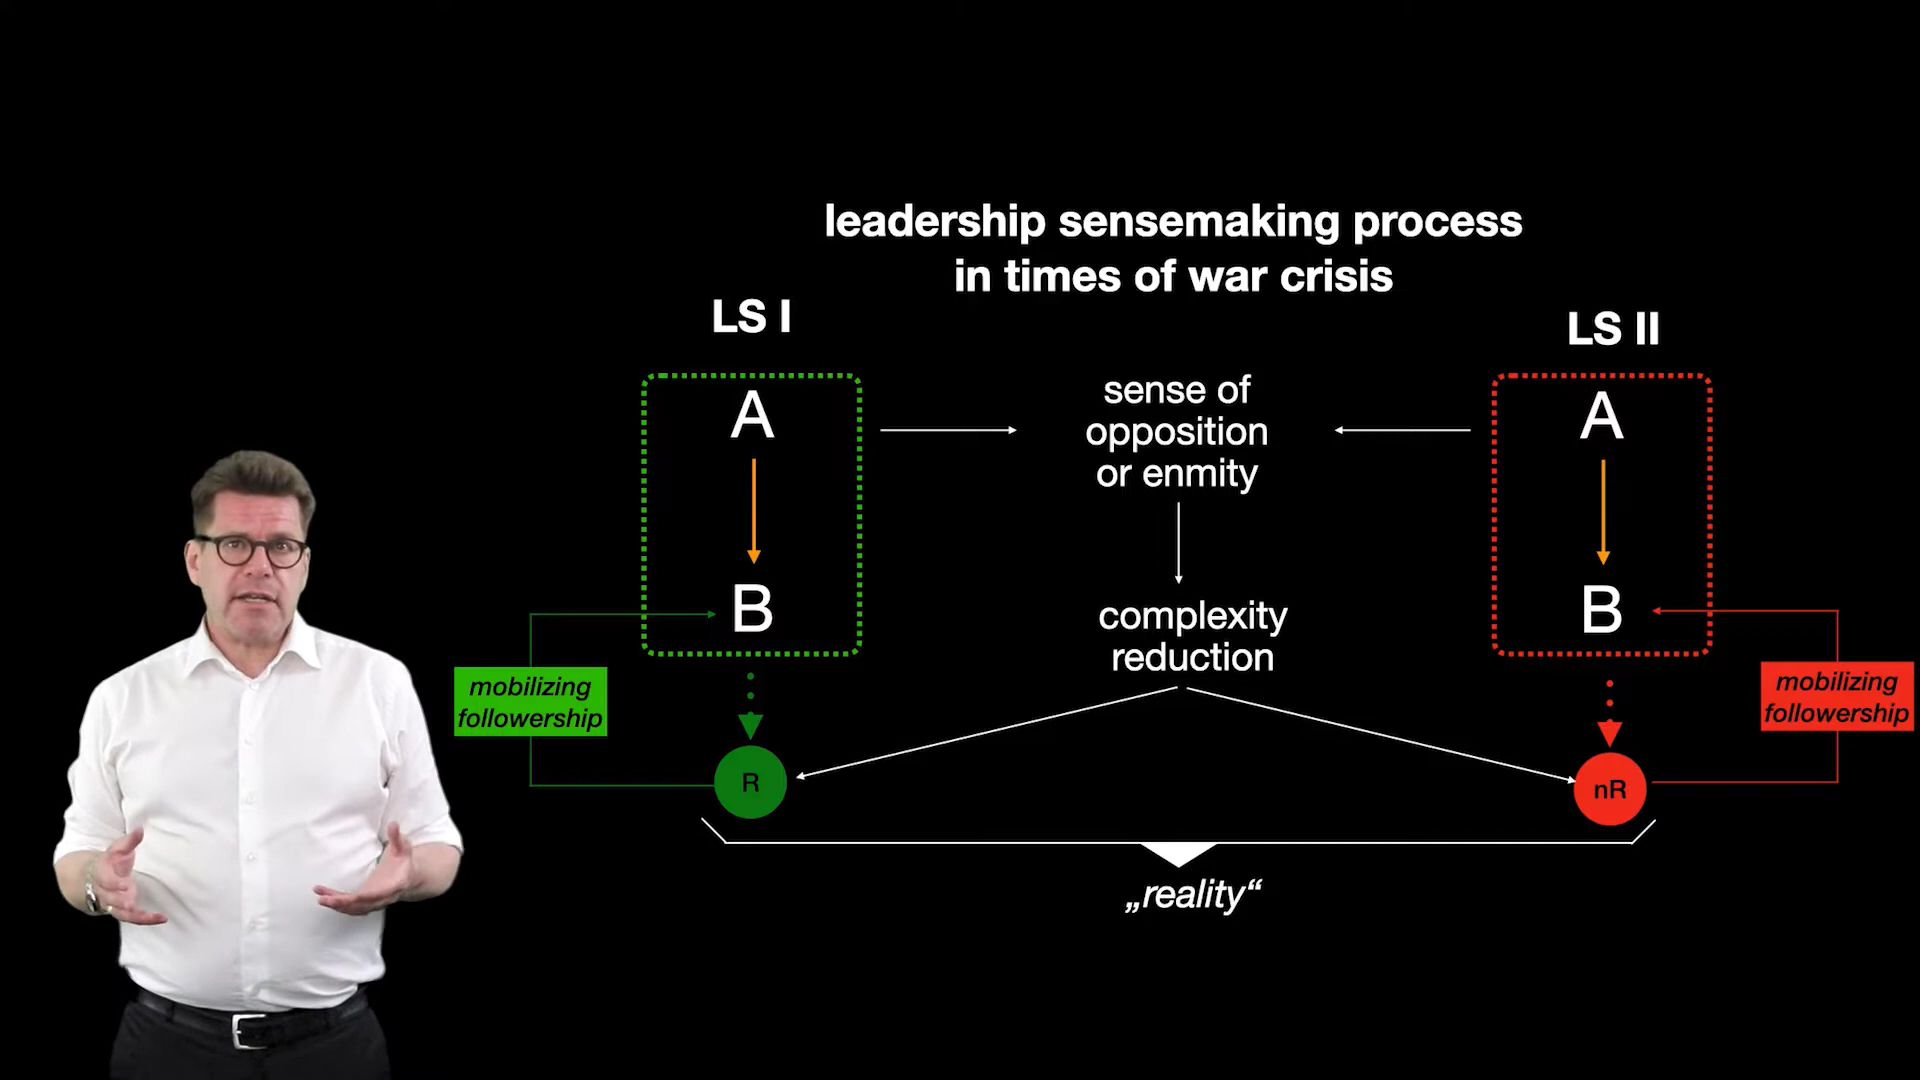 leadership sensemaking process
in times of war crisis
LS I
LS II
A
sense of
opposition
or enmity
A
B
complexity
reduction
B
mobilizing
followership
mobilizing
followership
R
nR
„reality“